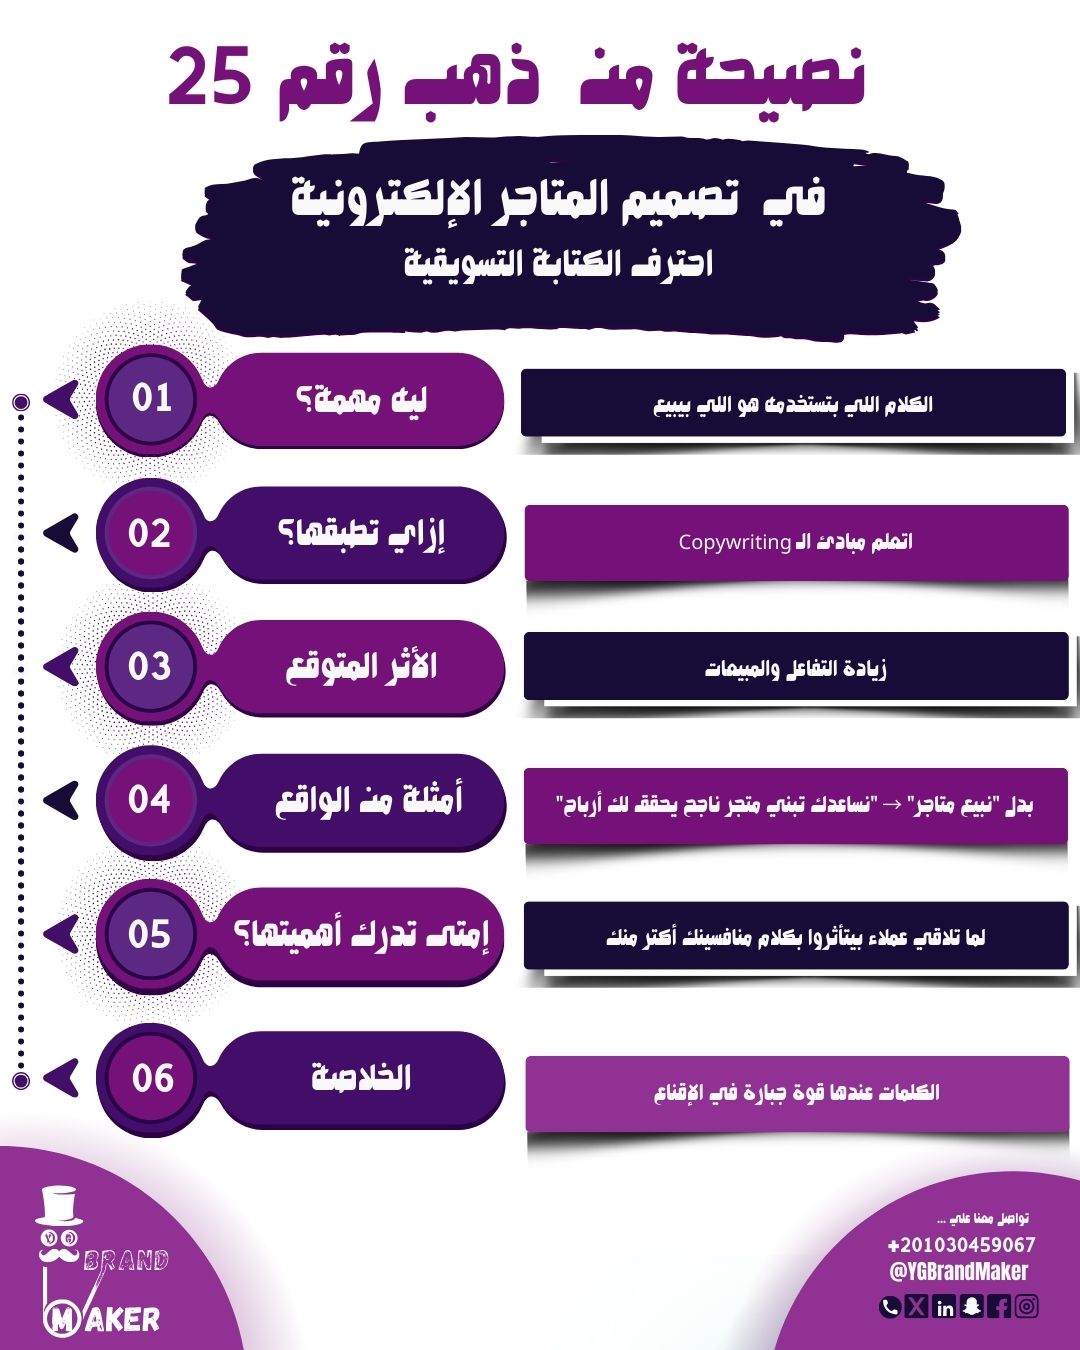 نصيحة من ذهب رقم 25
في تصميم المتاجر الإلكترونية
احترف الكتابة التسويقية
01
ليه مهمة؟
الكلام اللي بتستخدمه هو اللي بيبيع
02
إزاي تطبقها؟
اتعلم مبادئ الـ Copywriting
03
الأثر المتوقع
زيادة التفاعل والمبيعات
04
أمثلة من الواقع
بدل "نبيع متاجر" → "نساعدك تبني متجر ناجح يحقق لك أرباح"
05
إمتى تدرك أهميتها؟
لما تلاقي عملاء بيتأثروا بكلام منافسينك أكتر منك
06
الخلاصة
الكلمات عندها قوة جبارة في الإقناع
YG
BRAND
MAKER
M
تواصل معنا علي ...
+201030459067
@YGBrandMaker